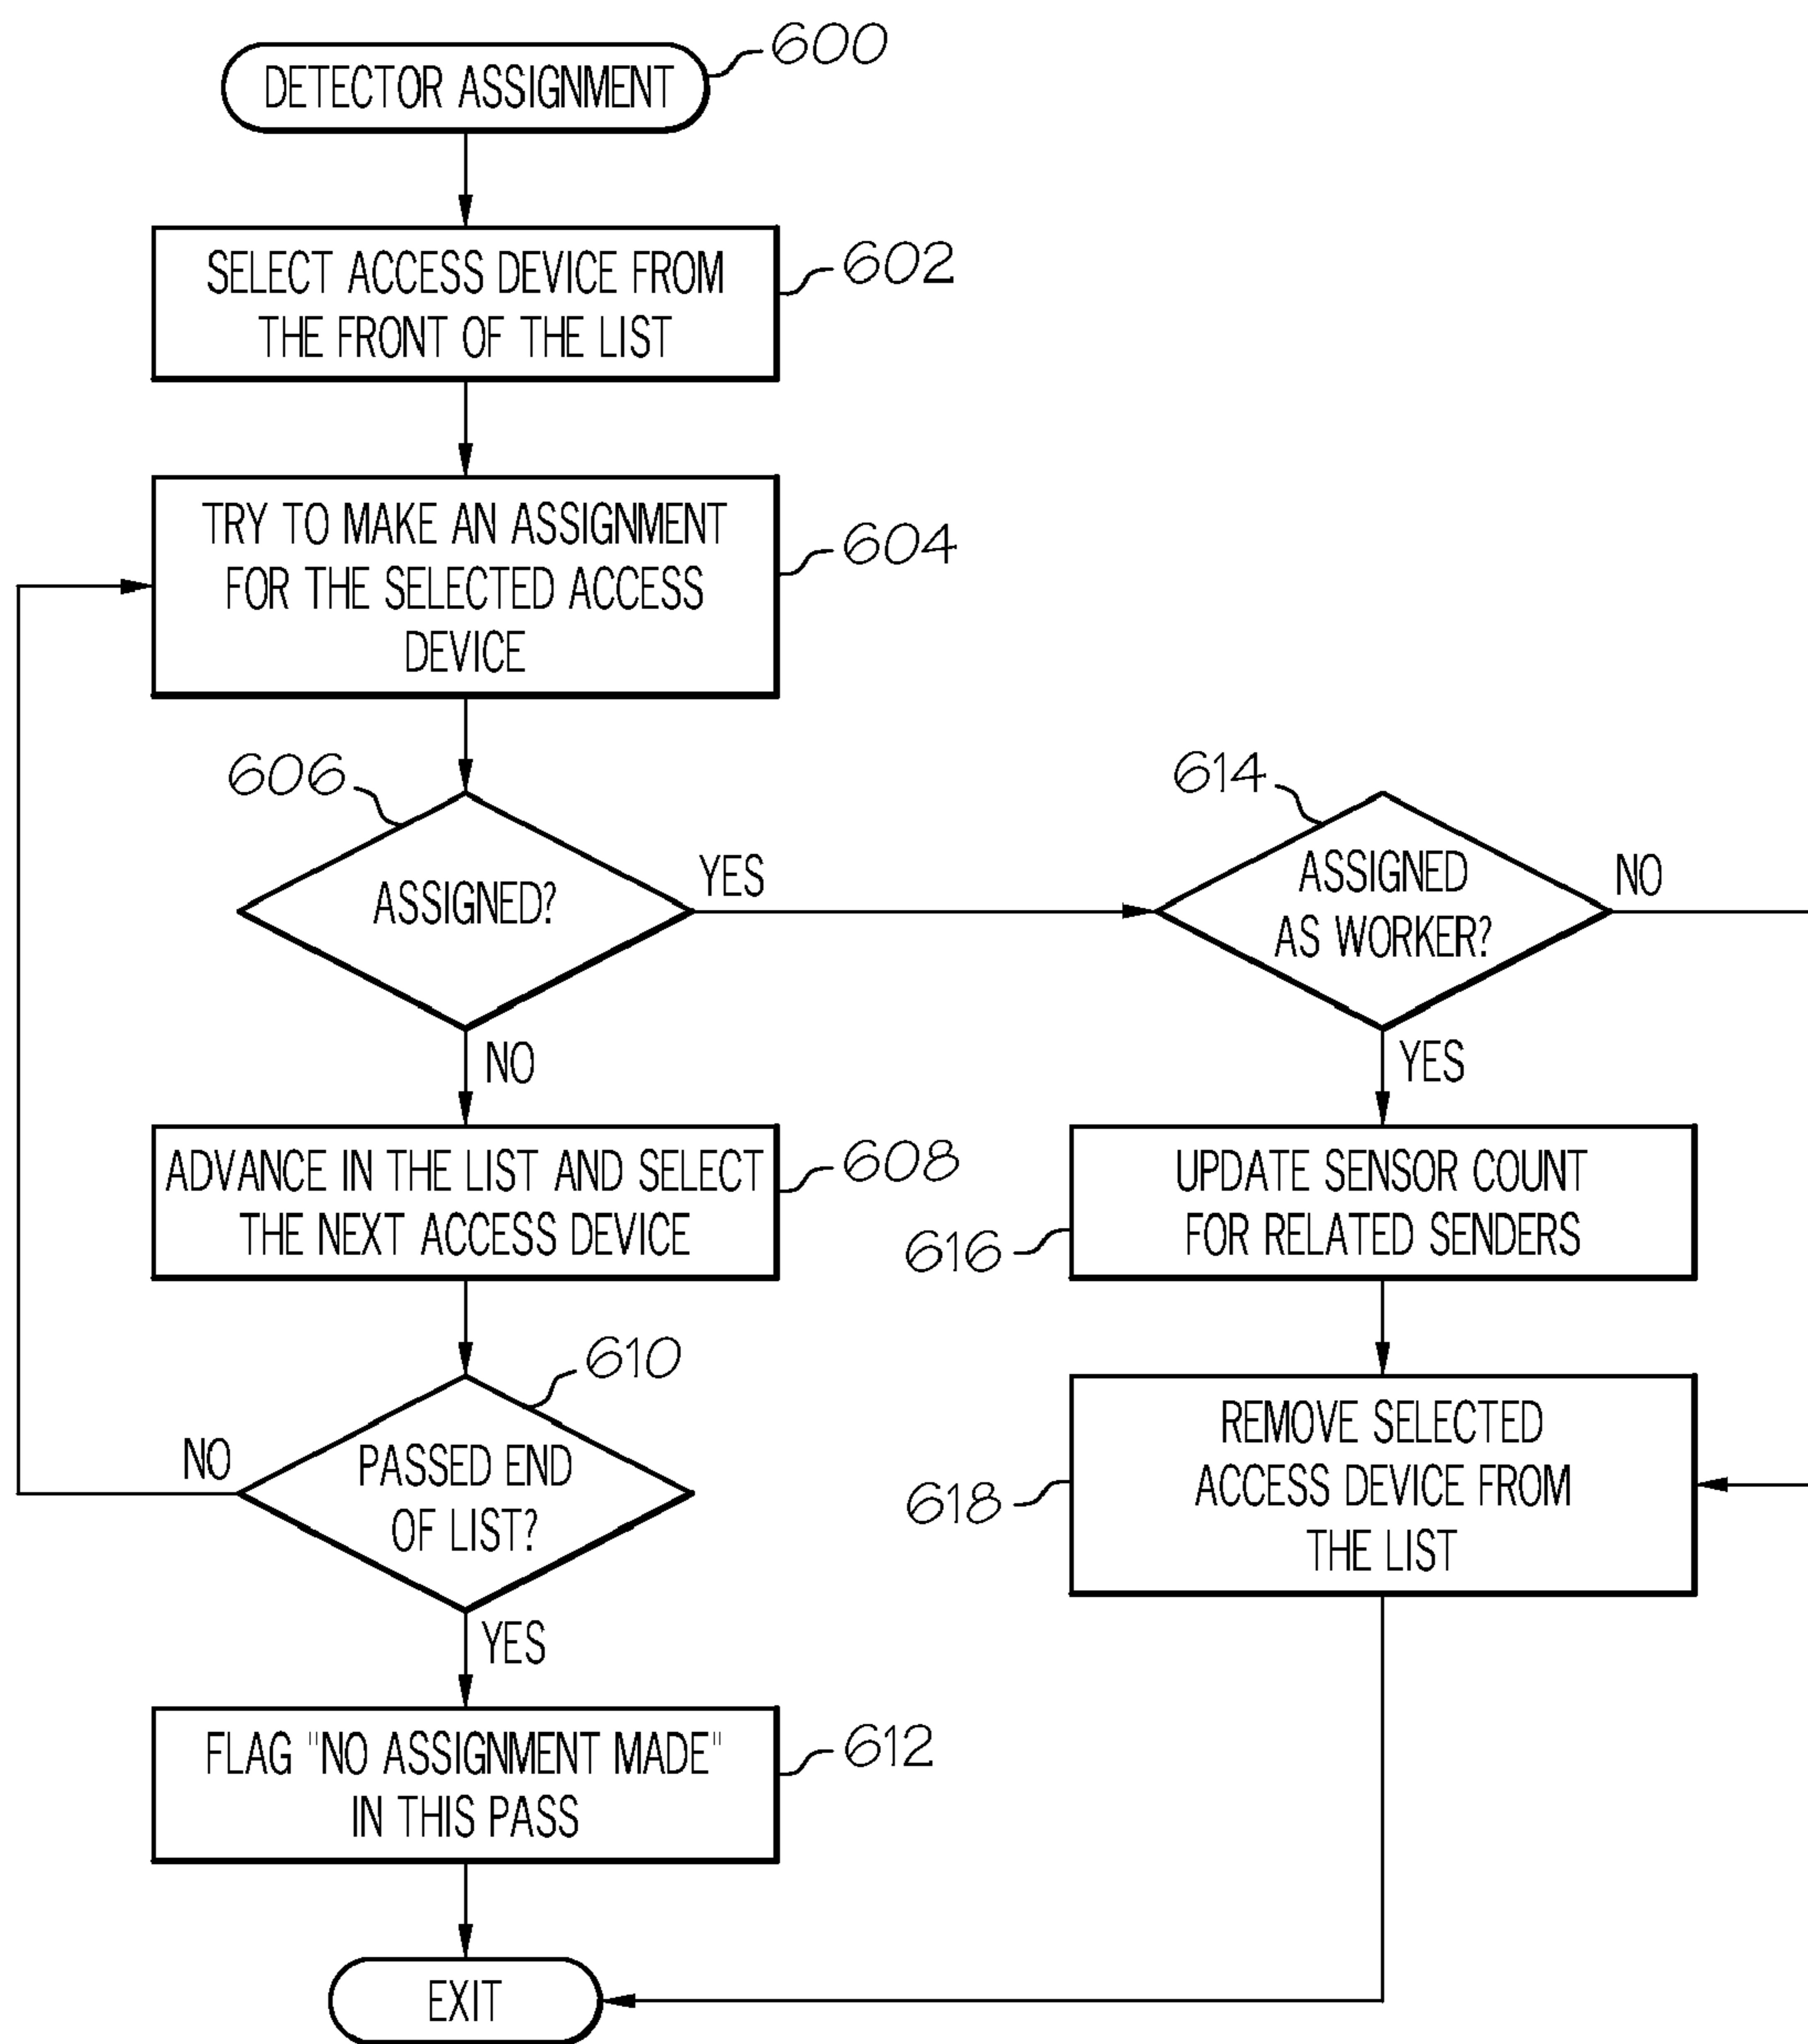 DETECTOR ASSIGNMENT
600
SELECT ACCESS DEVICE FROM
THE FRONT OF THE LIST
602
TRY TO MAKE AN ASSIGNMENT
FOR THE SELECTED ACCESS
DEVICE
604
606
ASSIGNED?
YES
NO
614
ASSIGNED
AS WORKER?
NO
YES
ADVANCE IN THE LIST AND SELECT
THE NEXT ACCESS DEVICE
608
UPDATE SENSOR COUNT
FOR RELATED SENDERS
616
610
PASSED END
OF LIST?
NO
YES
REMOVE SELECTED
ACCESS DEVICE FROM
THE LIST
618
FLAG "NO ASSIGNMENT MADE"
IN THIS PASS
612
EXIT